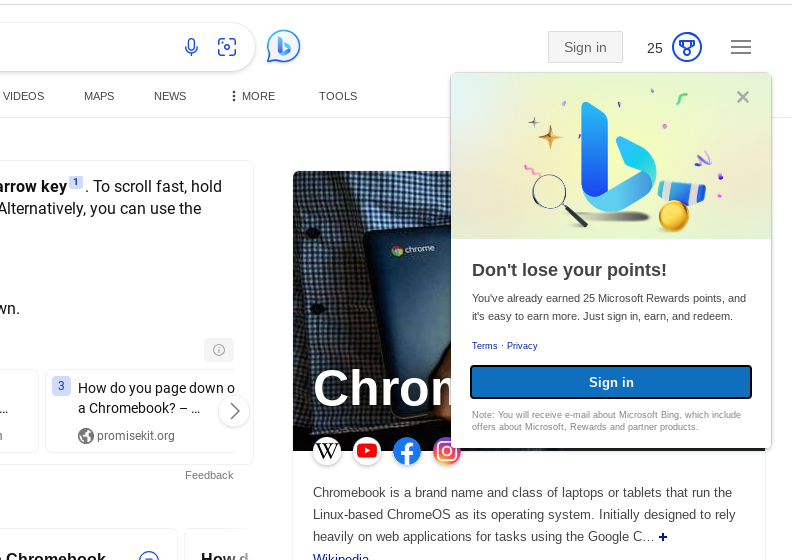 Sign in
25
VIDEOS
MAPS
NEWS
MORE
TOOLS
arrow key 1. To scroll fast, hold
Alternatively, you can use the
wn.
3
How do you page down o
a Chromebook? – ...
promisekit.org
Feedback
Chromebook
How d
chrome
Chrom
Chromebook is a brand name and class of laptops or tablets that run the
Linux-based ChromeOS as its operating system. Initially designed to rely
heavily on web applications for tasks using the Google C… +
Wikipedia
Don't lose your points!
You've already earned 25 Microsoft Rewards points, and
it's easy to earn more. Just sign in, earn, and redeem.
Terms · Privacy
Sign in
Note: You will receive e-mail about Microsoft Bing, which include
offers about Microsoft, Rewards and partner products.